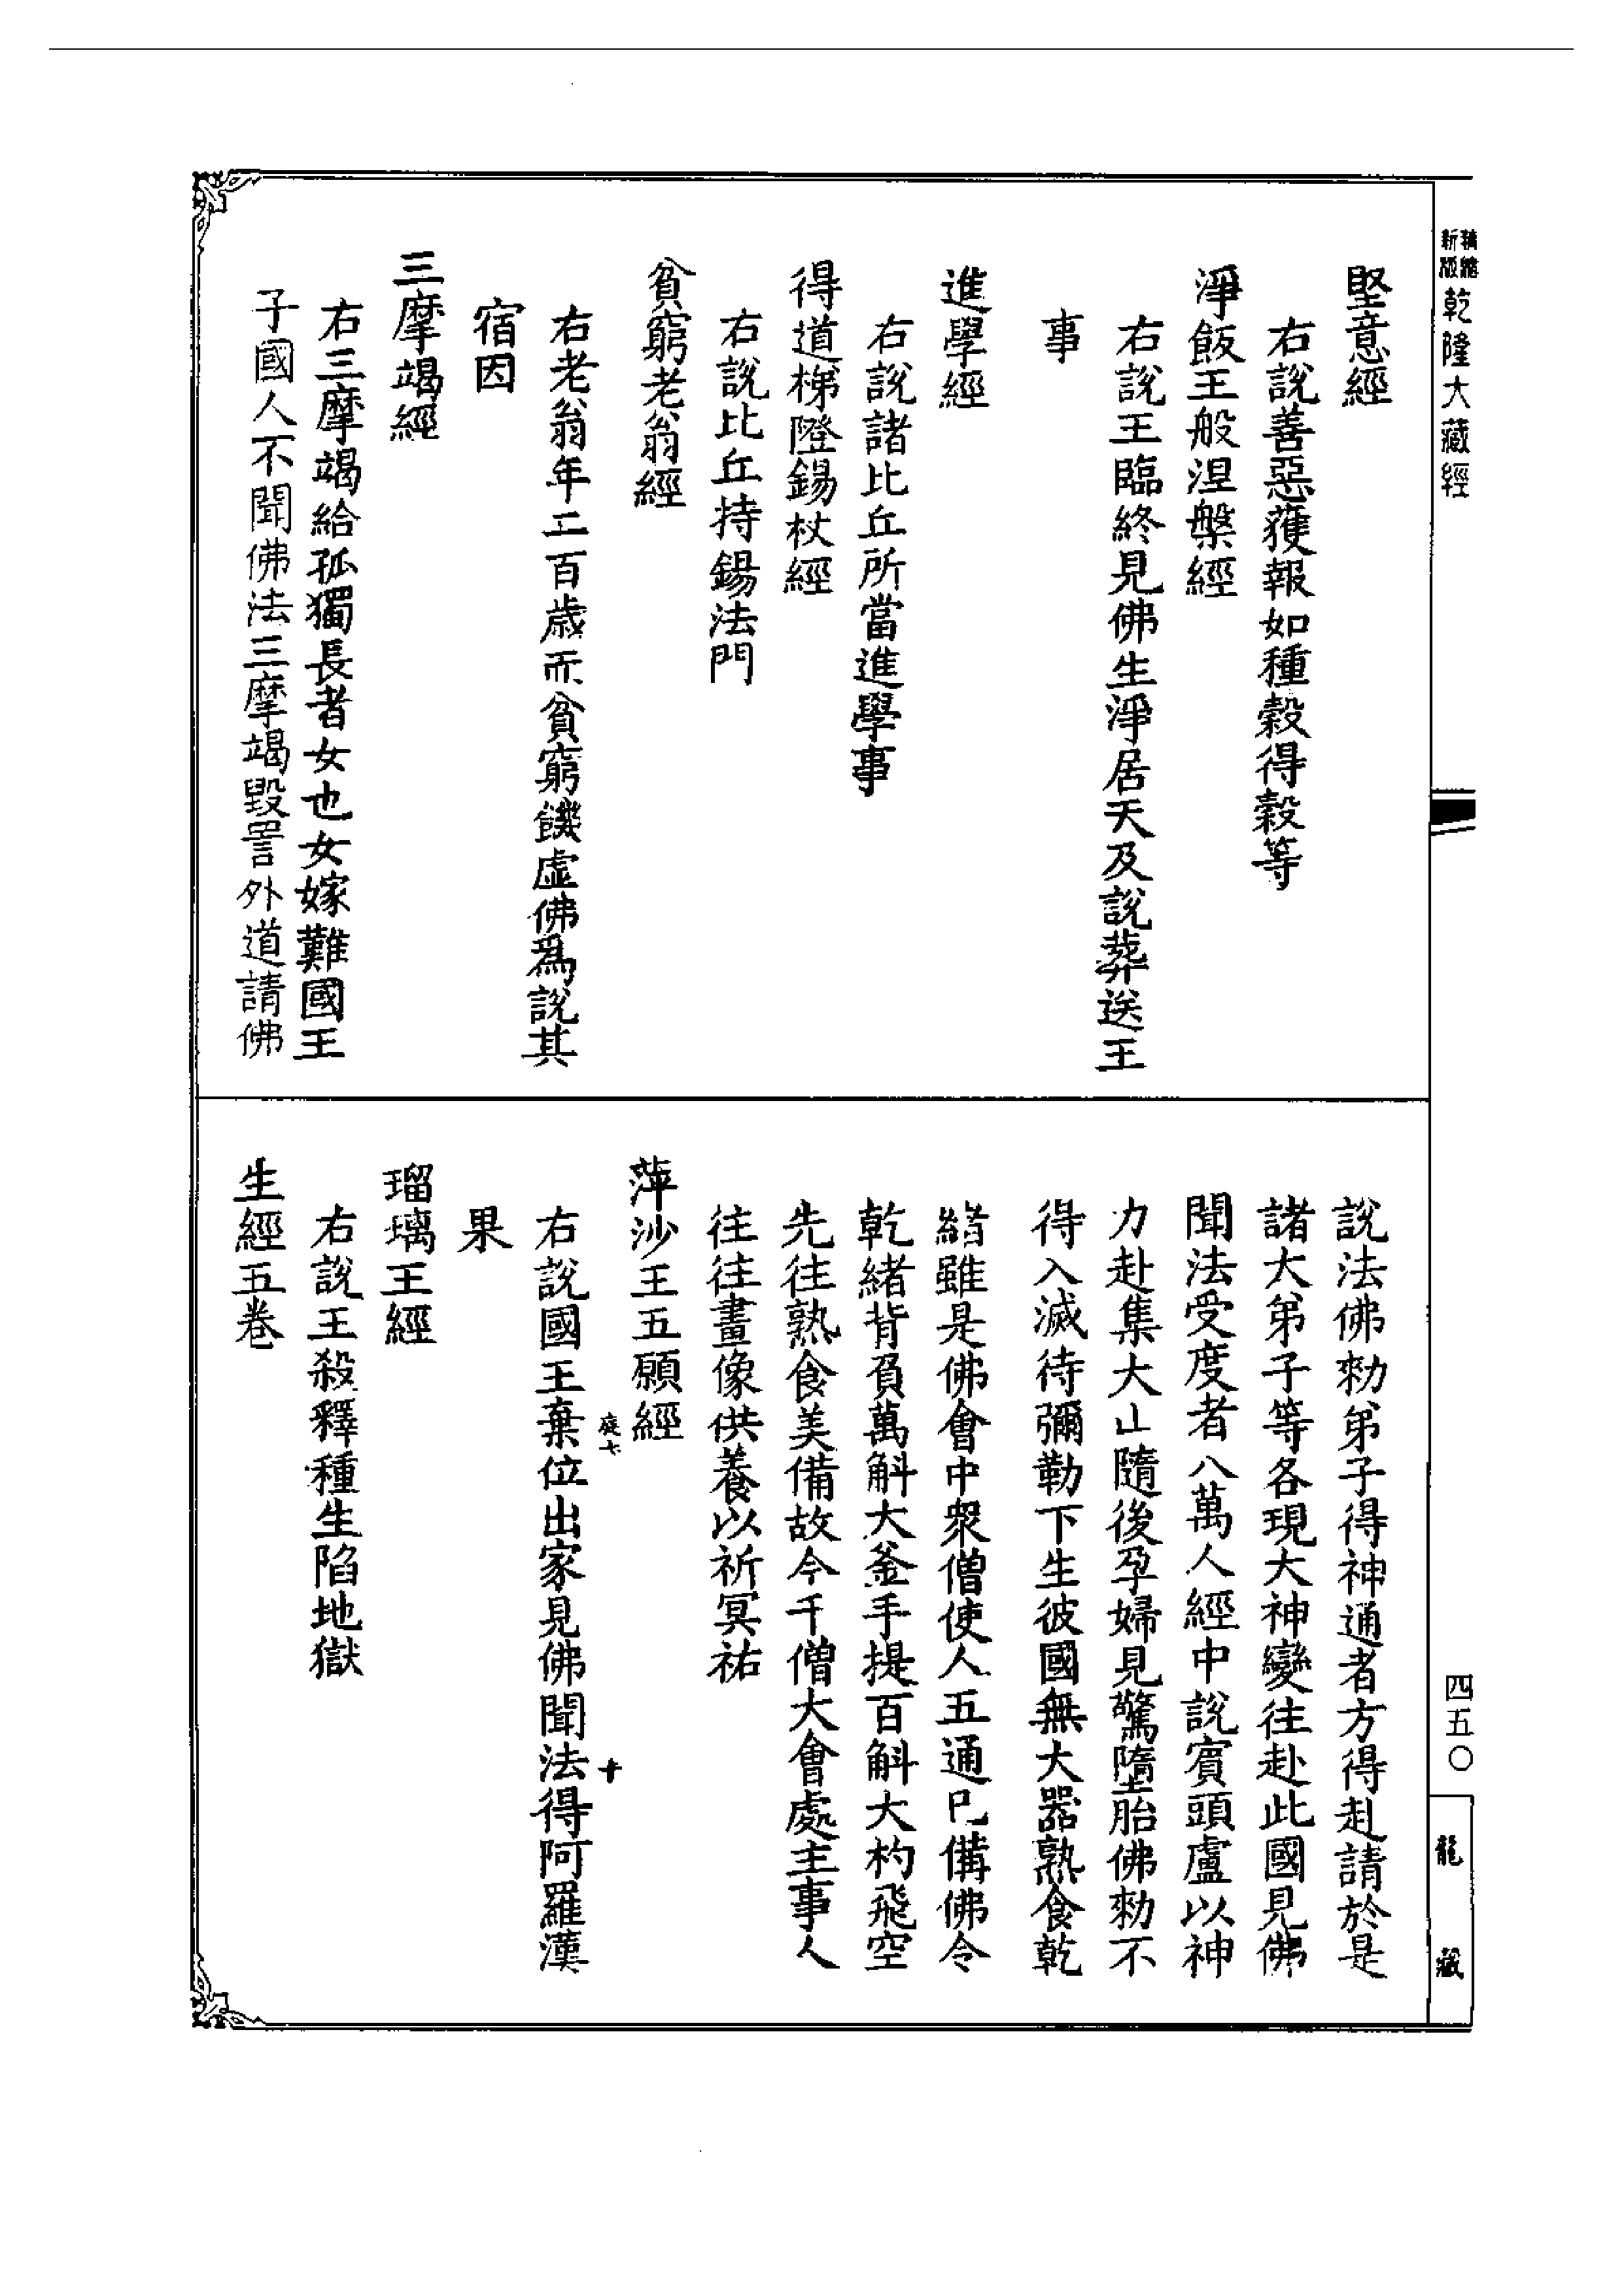 精縮新版 乾隆大藏經
四五〇
龍藏
堅意經
右說善惡獲報如種穀得穀等
淨飯王般涅槃經
右說王臨終見佛生淨居天及說葬送王
事
進學經
右說諸比丘所當進學事
得道梯隥錫杖經
右說比丘持錫法門
貧窮老翁經
右老翁年二百歲而貧窮饑虛佛為說其
宿因
三摩竭經
右三摩竭給孤獨長者女也女嫁難國王
子國人不聞佛法三摩竭毀詈外道請佛
說法佛勑弟子得神通者方得赴請於是
諸大弟子等各現大神變往赴此國見佛
聞法受度者八萬人經中說賓頭盧以神
力赴集大山隨後孕婦見驚墮胎佛勑不
得入滅待彌勒下生彼國無大器熟食乾
緒雖是佛會中眾僧使人五通已備佛令
乾緒背負萬斛大釜手提百斛大杓飛空
先往熟食美備故今千僧大會處主事人
往往畫像供養以祈冥祐
萍沙王五願經
庭七
十
右說國王棄位出家見佛聞法得阿羅漢
果
瑠璃王經
右說王殺釋種生陷地獄
生經五卷